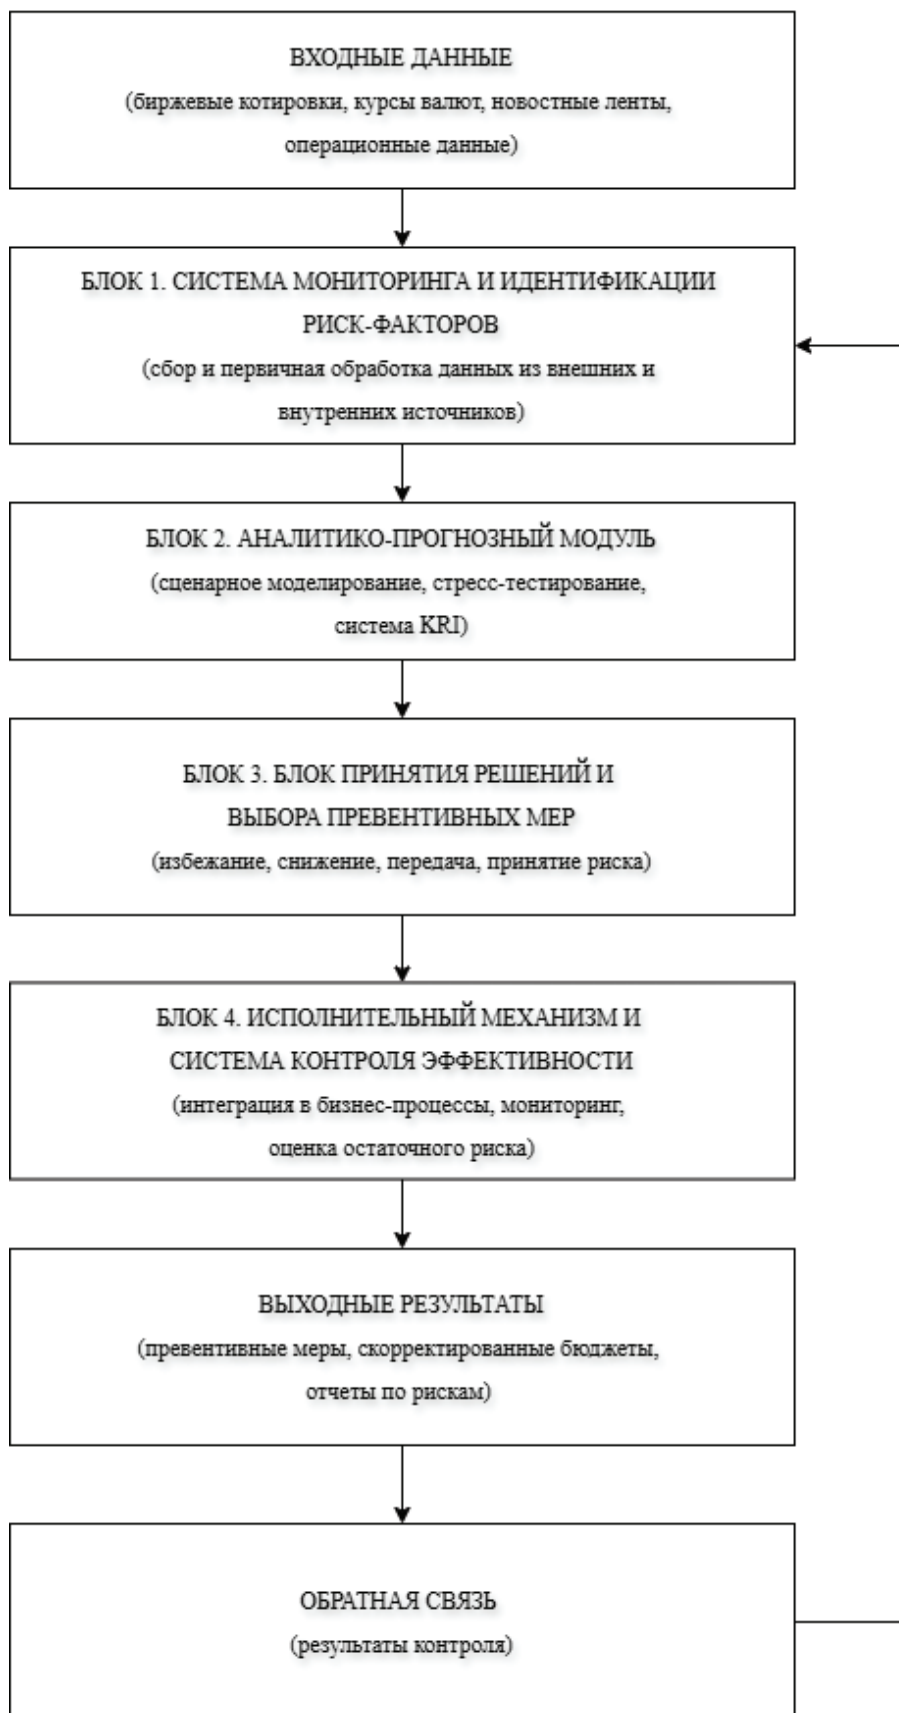 ВХОДНЫЕ ДАННЫЕ
(биржевые котировки, курсы валют, новостные ленты,
операционные данные)
БЛОК 1. СИСТЕМА МОНИТОРИНГА И ИДЕНТИФИКАЦИИ
РИСК-ФАКТОРОВ
(сбор и первичная обработка данных из внешних и
внутренних источников)
БЛОК 2. АНАЛИТИКО-ПРОГНОЗНЫЙ МОДУЛЬ
(сценарное моделирование, стресс-тестирование,
система KRI)
БЛОК 3. БЛОК ПРИНЯТИЯ РЕШЕНИЙ И
ВЫБОРА ПРЕВЕНТИВНЫХ МЕР
(избежание, снижение, передача, принятие риска)
БЛОК 4. ИСПОЛНИТЕЛЬНЫЙ МЕХАНИЗМ И
СИСТЕМА КОНТРОЛЯ ЭФФЕКТИВНОСТИ
(интеграция в бизнес-процессы, мониторинг,
оценка остаточного риска)
ВЫХОДНЫЕ РЕЗУЛЬТАТЫ
(превентивные меры, скорректированные бюджеты,
отчеты по рискам)
ОБРАТНАЯ СВЯЗЬ
(результаты контроля)